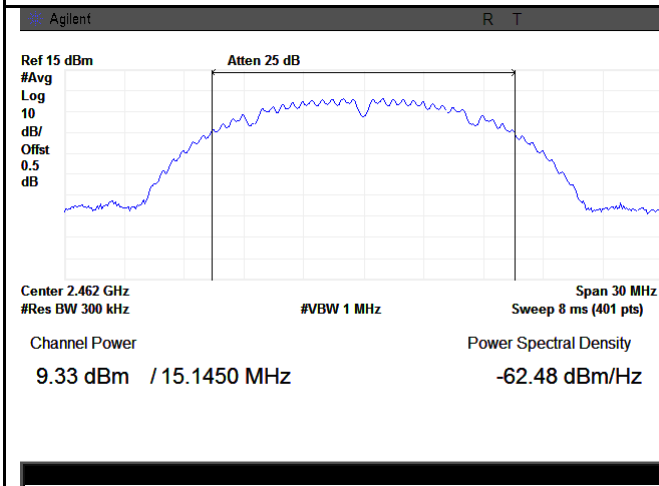 Agilent R T
Ref 15 dBm Atten 25 dB
#Avg
Log
10
dB/
Offst
0.5
dB
Center 2.462 GHz Span 30 MHz
#Res BW 300 kHz #VBW 1 MHz Sweep 8 ms (401 pts)
Channel Power Power Spectral Density
9.33 dBm / 15.1450 MHz -62.48 dBm/Hz